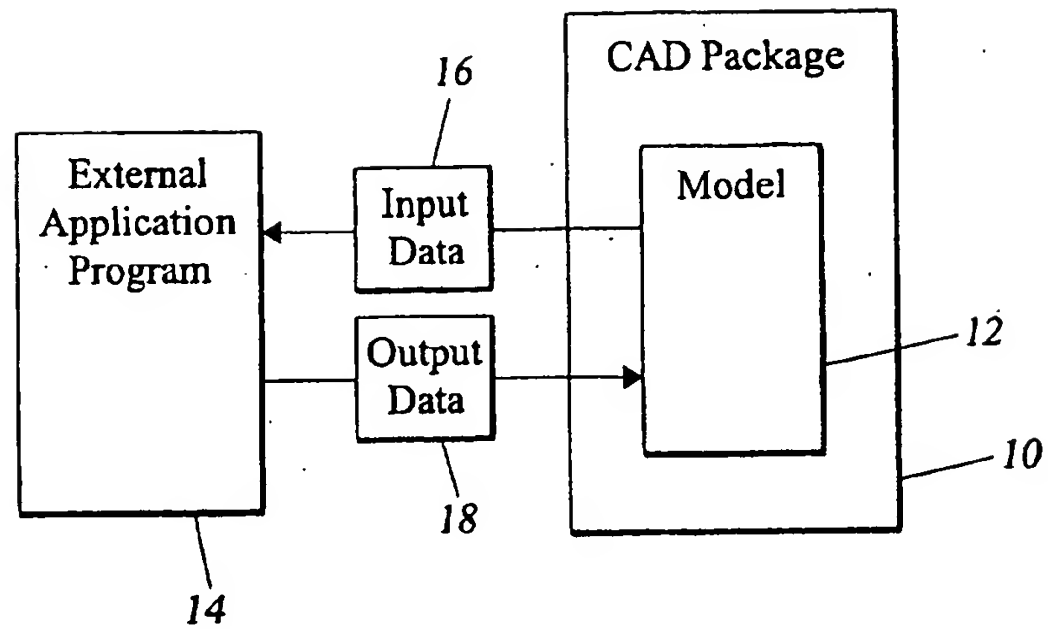 CAD Package
16
External
Application
Program
Input
Data
Model
Output
Data
12
10
18
14